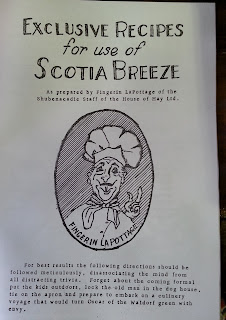 EXCLUSIVE RECIPES
for use of
SCOTIA BREEZE
As prepared by Fingerin LaPottage of the
Shubenacadie Staff of the House of Hay Ltd.
FINGERIN LAPOTTAGE
For best results the following directions should be
followed meticulously, disassociating the mind from
all distracting trivia. Forget about the coming formal
put the kids outdoors, lock the old man in the dog house,
tie on the apron and prepare to embark on a culinary
voyage that would turn Oscar of the Waldorf green with
envy.